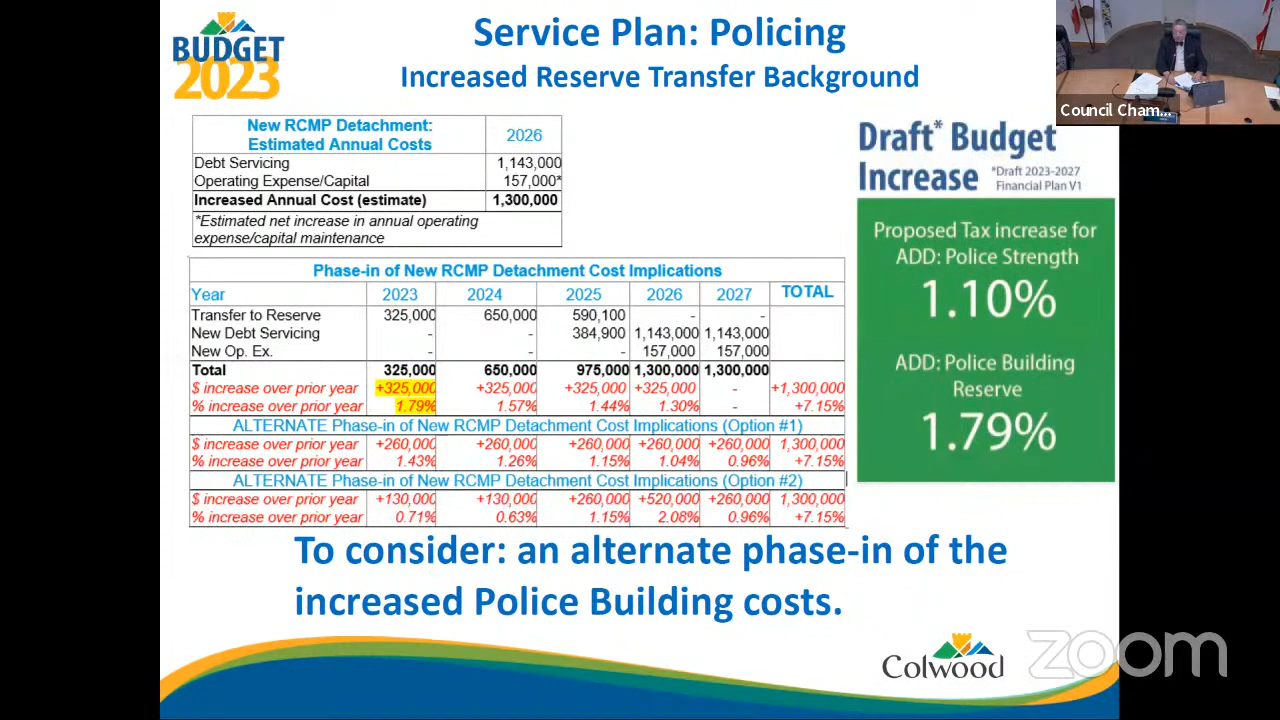 BUDGET
2023
Service Plan: Policing
Increased Reserve Transfer Background
Council Cham...
New RCMP Detachment:
Estimated Annual Costs 2026
Debt Servicing 1,143,000
Operating Expense/Capital 157,000*
Increased Annual Cost (estimate) 1,300,000
*Estimated net increase in annual operating
expense/capital maintenance
Draft* Budget
Increase *Draft 2023-2027
Financial Plan V1
Proposed Tax increase for
ADD: Police Strength
1.10%
ADD: Police Building
Reserve
1.79%
Phase-in of New RCMP Detachment Cost Implications
Year 2023 2024 2025 2026 2027 TOTAL
Transfer to Reserve 325,000 650,000 590,100 - -
New Debt Servicing - - 384,900 1,143,000 1,143,000
New Op. Ex. - - - 157,000 157,000
Total 325,000 650,000 975,000 1,300,000 1,300,000
$ increase over prior year +325,000 +325,000 +325,000 +325,000 - +1,300,000
% increase over prior year 1.79% 1.57% 1.44% 1.30% - +7.15%
ALTERNATE Phase-in of New RCMP Detachment Cost Implications (Option #1)
$ increase over prior year +260,000 +260,000 +260,000 +260,000 +260,000 1,300,000
% increase over prior year 1.43% 1.26% 1.15% 1.04% 0.96% +7.15%
ALTERNATE Phase-in of New RCMP Detachment Cost Implications (Option #2)
$ increase over prior year +130,000 +130,000 +260,000 +520,000 +260,000 1,300,000
% increase over prior year 0.71% 0.63% 1.15% 2.08% 0.96% +7.15%
To consider: an alternate phase-in of the
increased Police Building costs.
Colwood
zoom